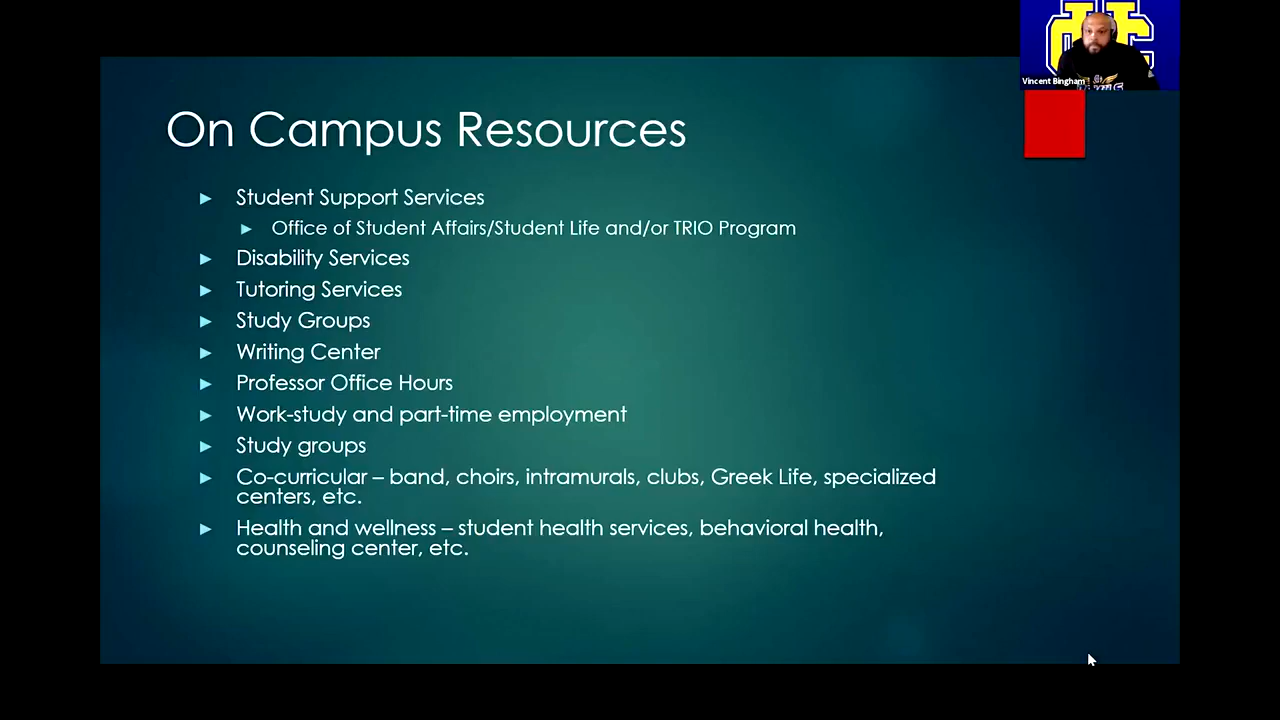 Vincent Bingham
On Campus Resources
Student Support Services
Office of Student Affairs/Student Life and/or TRIO Program
Disability Services
Tutoring Services
Study Groups
Writing Center
Professor Office Hours
Work-study and part-time employment
Study groups
Co-curricular – band, choirs, intramurals, clubs, Greek Life, specialized
centers, etc.
Health and wellness – student health services, behavioral health,
counseling center, etc.